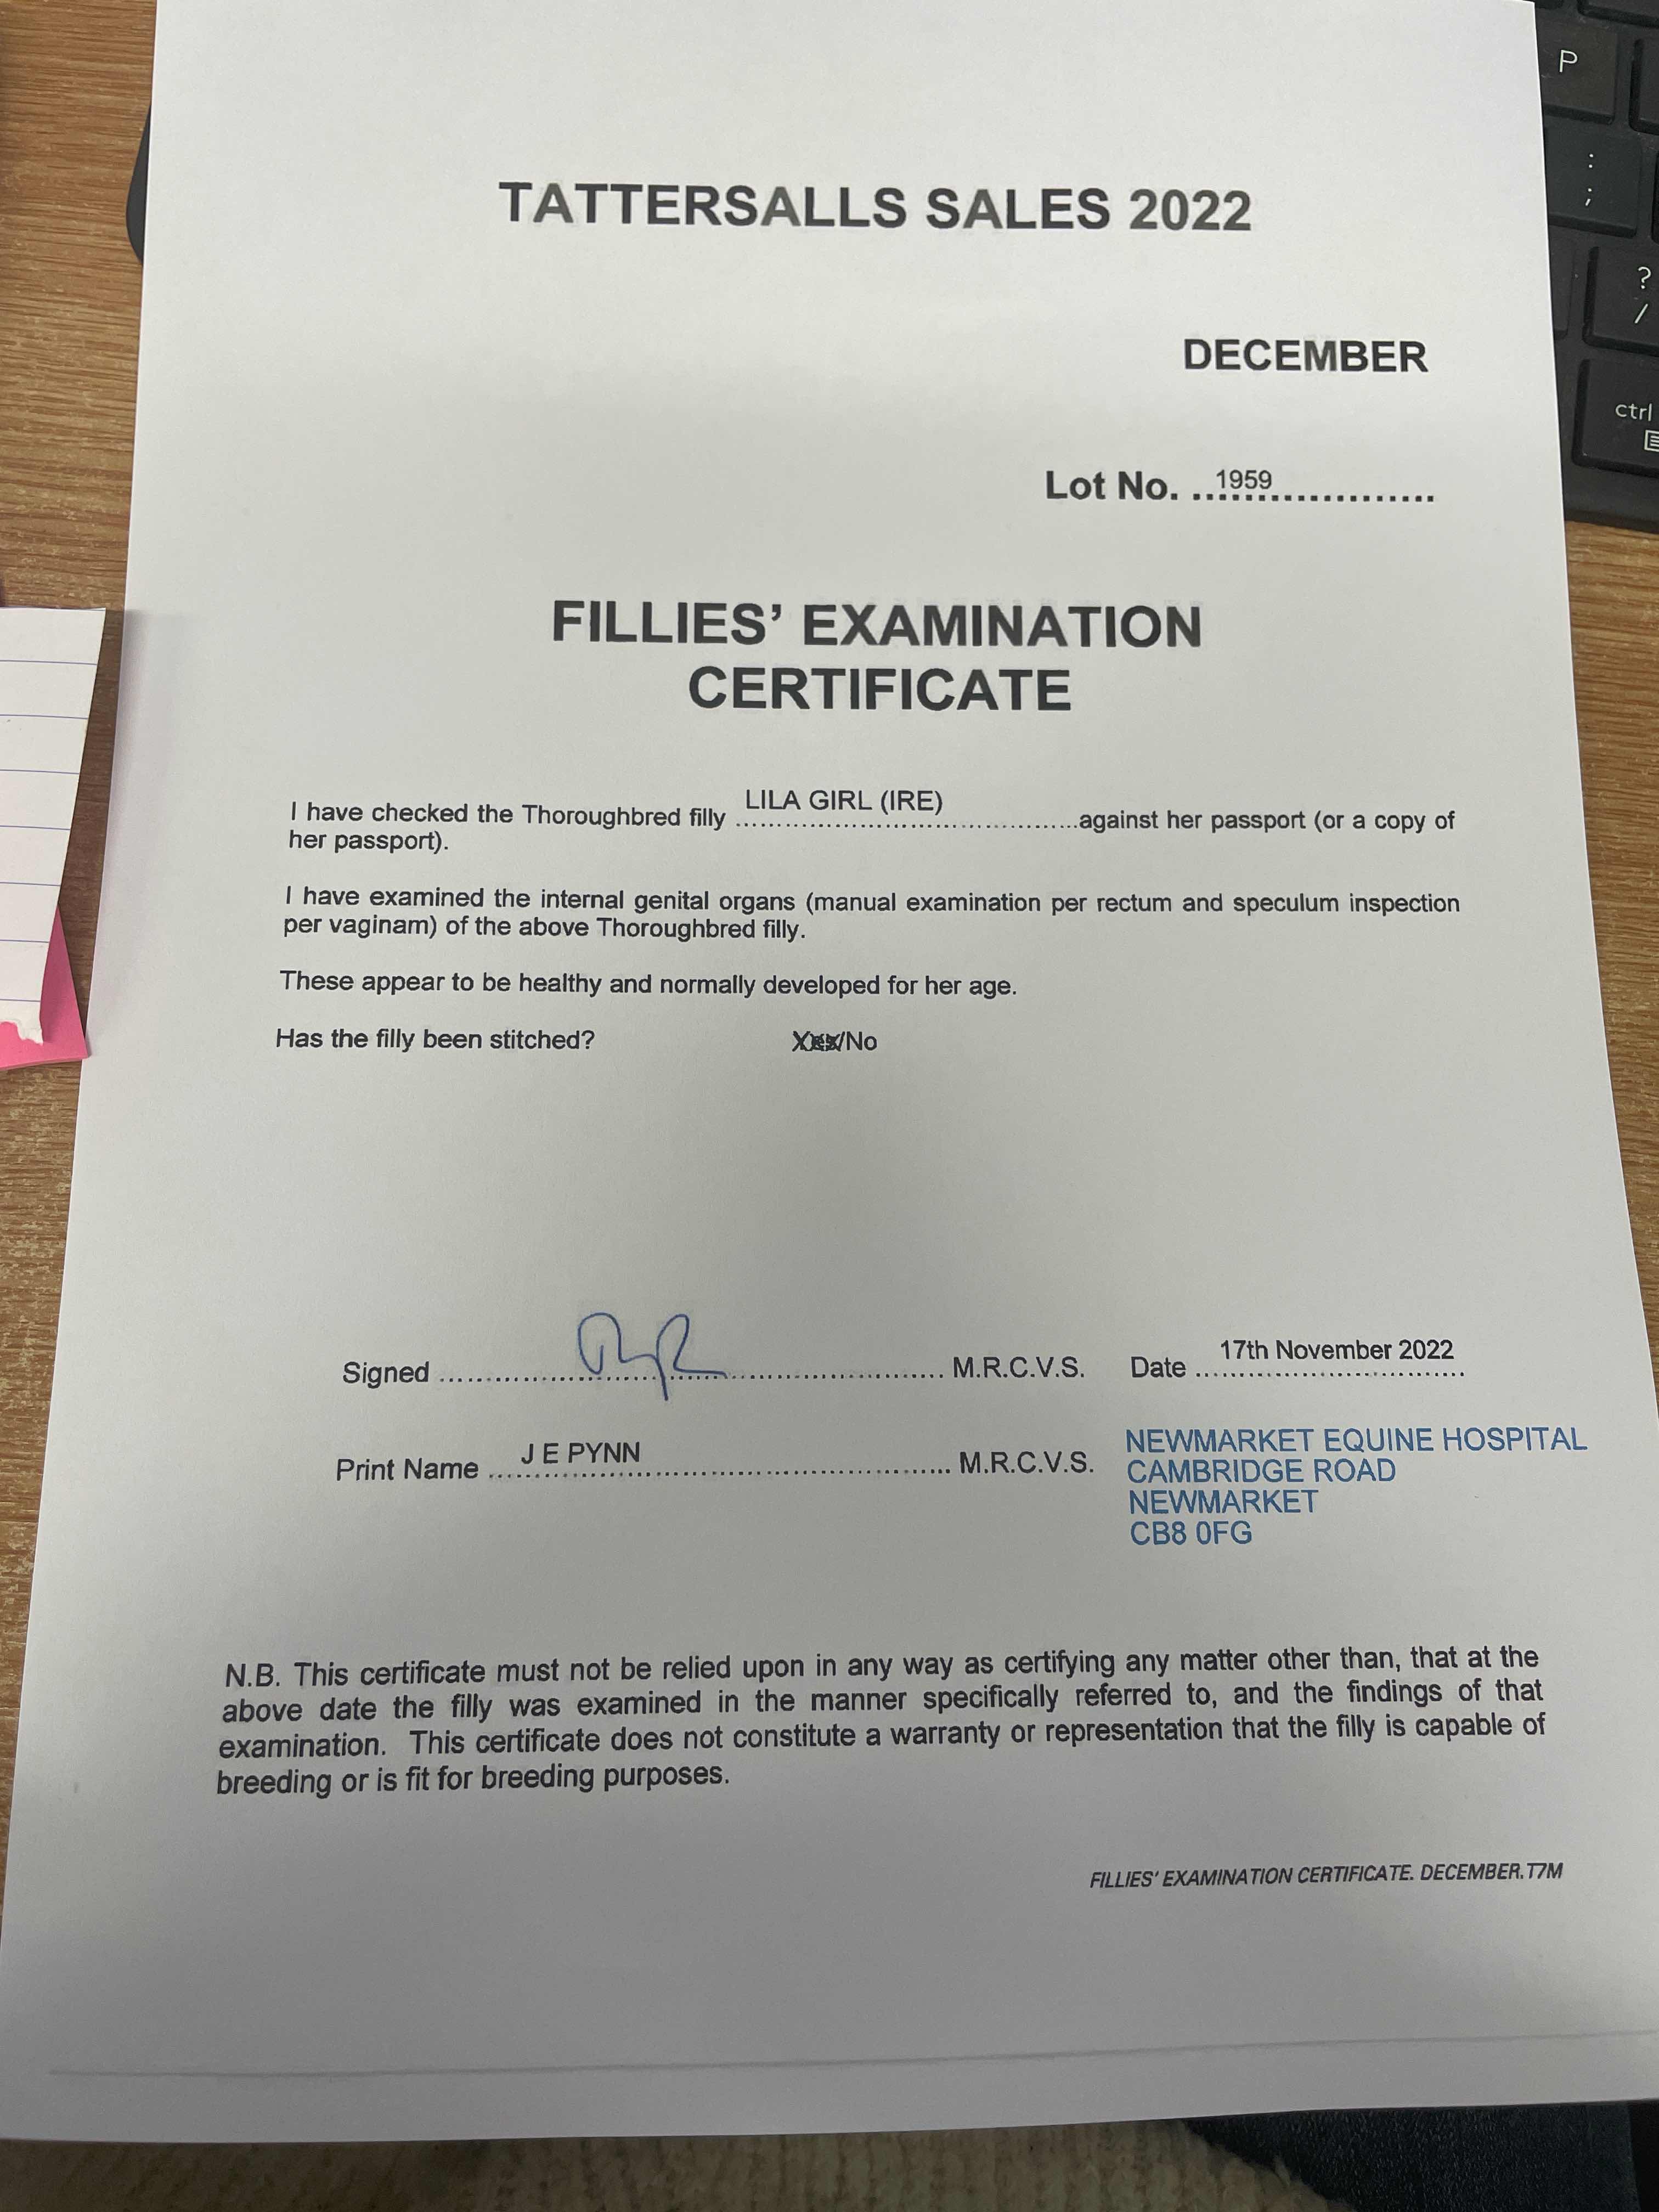 TATTERSALLS SALES 2022
DECEMBER
Lot No. ..1959....................
FILLIES’ EXAMINATION
CERTIFICATE
I have checked the Thoroughbred filly ..LILA GIRL (IRE)..............................against her passport (or a copy of
her passport).
I have examined the internal genital organs (manual examination per rectum and speculum inspection
per vaginam) of the above Thoroughbred filly.
These appear to be healthy and normally developed for her age.
Has the filly been stitched? Yes/No
Signed ................................................................ M.R.C.V.S. Date ..17th November 2022..
Print Name ....J E PYNN.......................................... M.R.C.V.S.
NEWMARKET EQUINE HOSPITAL
CAMBRIDGE ROAD
NEWMARKET
CB8 0FG
N.B. This certificate must not be relied upon in any way as certifying any matter other than, that at the
above date the filly was examined in the manner specifically referred to, and the findings of that
examination. This certificate does not constitute a warranty or representation that the filly is capable of
breeding or is fit for breeding purposes.
FILLIES’ EXAMINATION CERTIFICATE. DECEMBER.T7M
P
:
;
?
/
ctrl